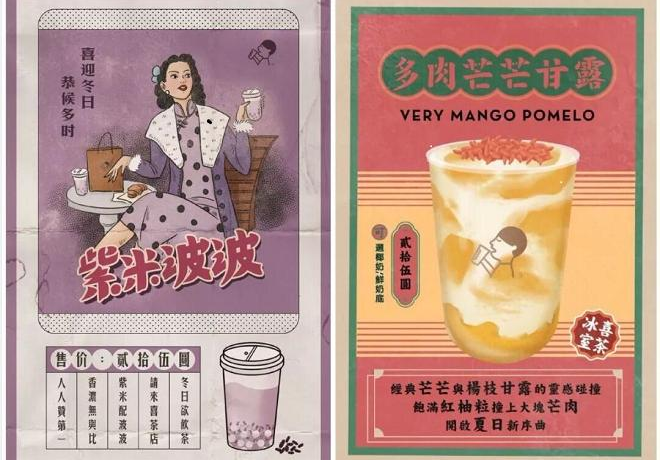 喜迎冬日
恭候多时
紫米波波
售价:贰拾伍圆
冬日欲飲茶
請來喜茶店
紫米配波波
香濃無與比
人人贊第一
多肉芒芒甘露
VERY MANGO POMELO
可選椰奶/鮮奶底
貳拾伍圓
喜茶
冰室
經典芒芒與楊枝甘露的靈感碰撞
飽滿紅柚粒撞上大塊芒肉
開啟夏日新序曲